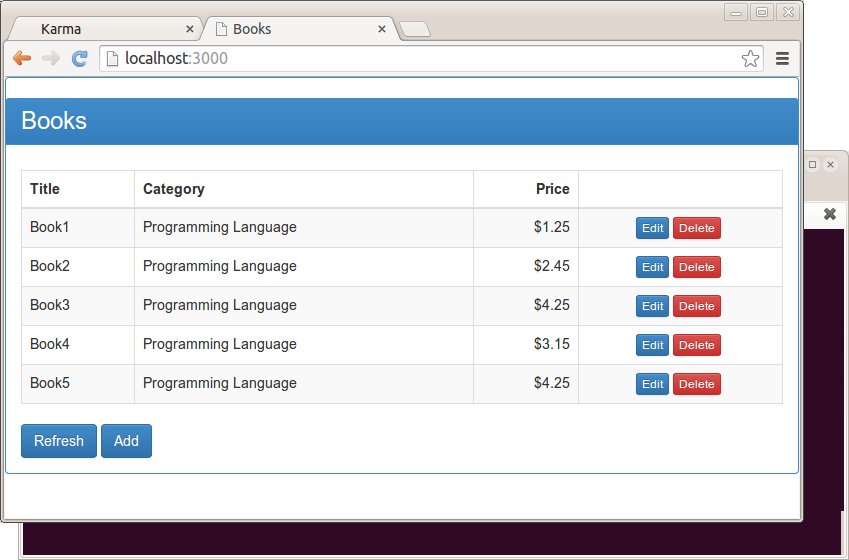 Karma Books
localhost:3000
Books
Title Category Price
Book1 Programming Language $1.25 Edit Delete
Book2 Programming Language $2.45 Edit Delete
Book3 Programming Language $4.25 Edit Delete
Book4 Programming Language $3.15 Edit Delete
Book5 Programming Language $4.25 Edit Delete
Refresh Add